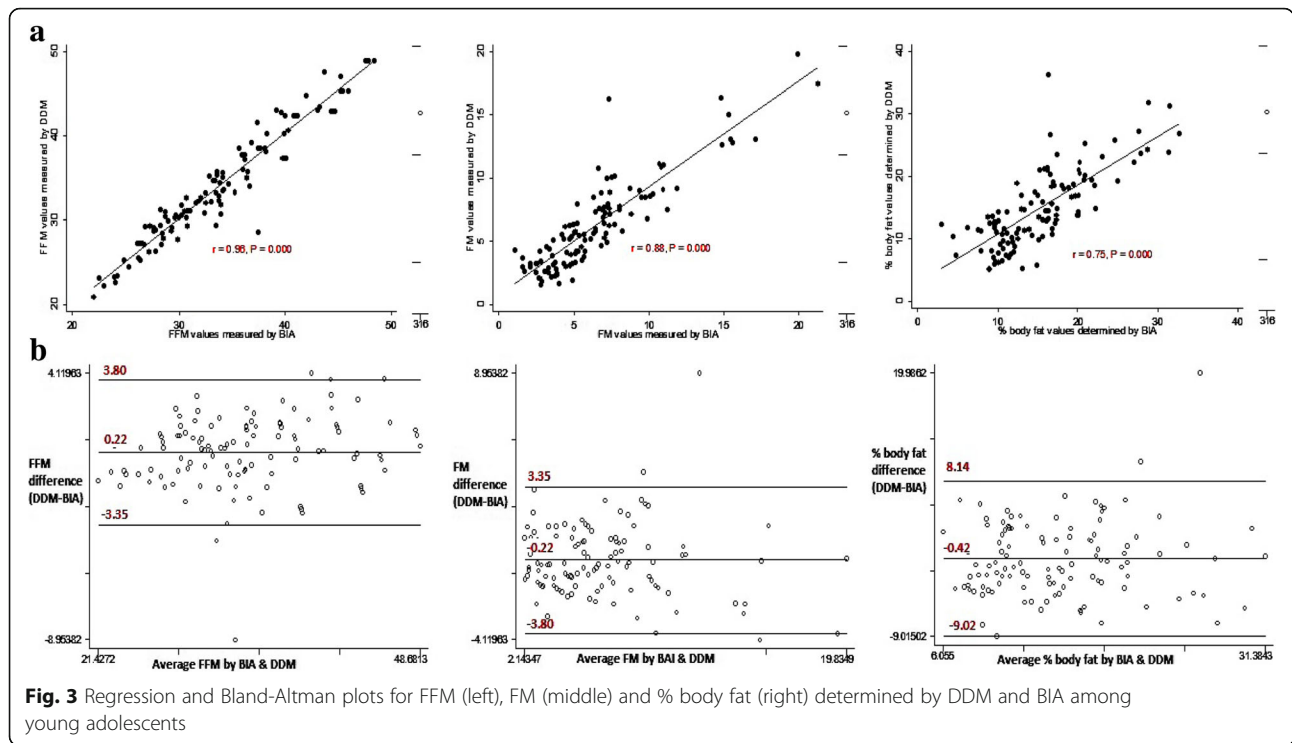 a
50
40
30
20
FFM values measured by DDM
r = 0.96, P = 0.000
20 30 40 50
316
FFM values measured by BIA
20
15
10
5
0
FM values measured by DDM
r = 0.88, P = 0.000
0 5 10 15 20
316
FM values measured by BIA
40
30
20
10
0
% body fat values determined by DDM
r = 0.75, P = 0.000
0 10 20 30 40
316
% body fat values determined by BIA
b
4.11963
3.80
0.22
-3.35
-8.95382
FFM
difference
(DDM-BIA)
21.4272 48.6813
Average FFM by BIA & DDM
8.95382
3.35
-0.22
-3.80
-4.11963
FM
difference
(DDM-BIA)
2.14347 19.8349
Average FM by BAI & DDM
19.9862
8.14
-0.42
-9.02
-9.01502
% body fat
difference
(DDM-BIA)
6.055 31.3843
Average % body fat by BIA & DDM
Fig. 3 Regression and Bland-Altman plots for FFM (left), FM (middle) and % body fat (right) determined by DDM and BIA among
young adolescents